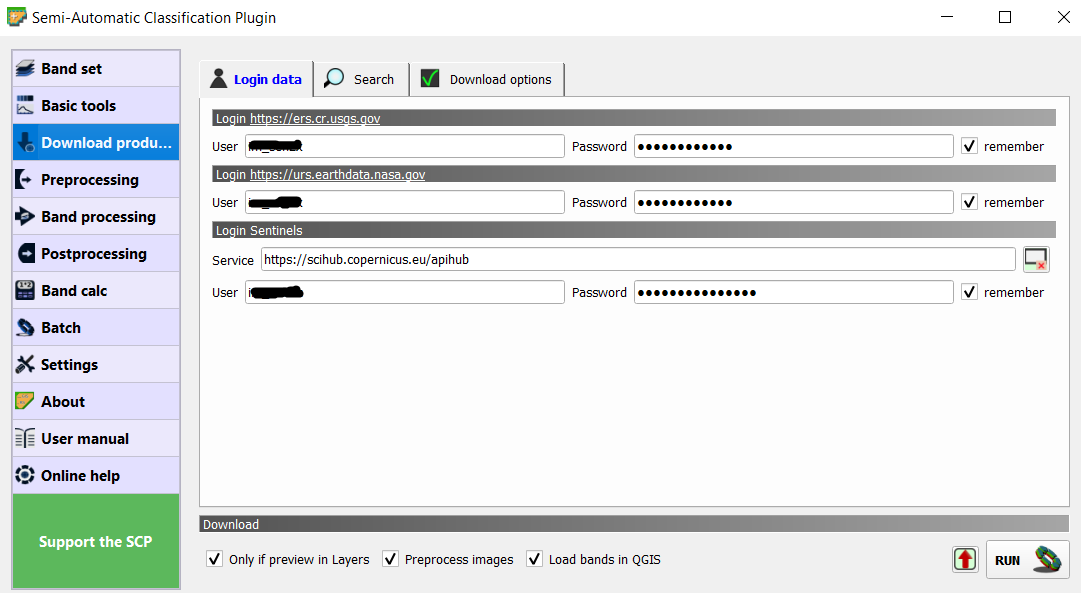 Semi-Automatic Classification Plugin
Band set
Basic tools
Download produ...
Preprocessing
Band processing
Postprocessing
Band calc
Batch
Settings
About
User manual
Online help
Support the SCP
Login data Search Download options
Login https://ers.cr.usgs.gov
User Password remember
Login https://urs.earthdata.nasa.gov
User Password remember
Login Sentinels
Service https://scihub.copernicus.eu/apihub
User Password remember
Download
Only if preview in Layers Preprocess images Load bands in QGIS RUN